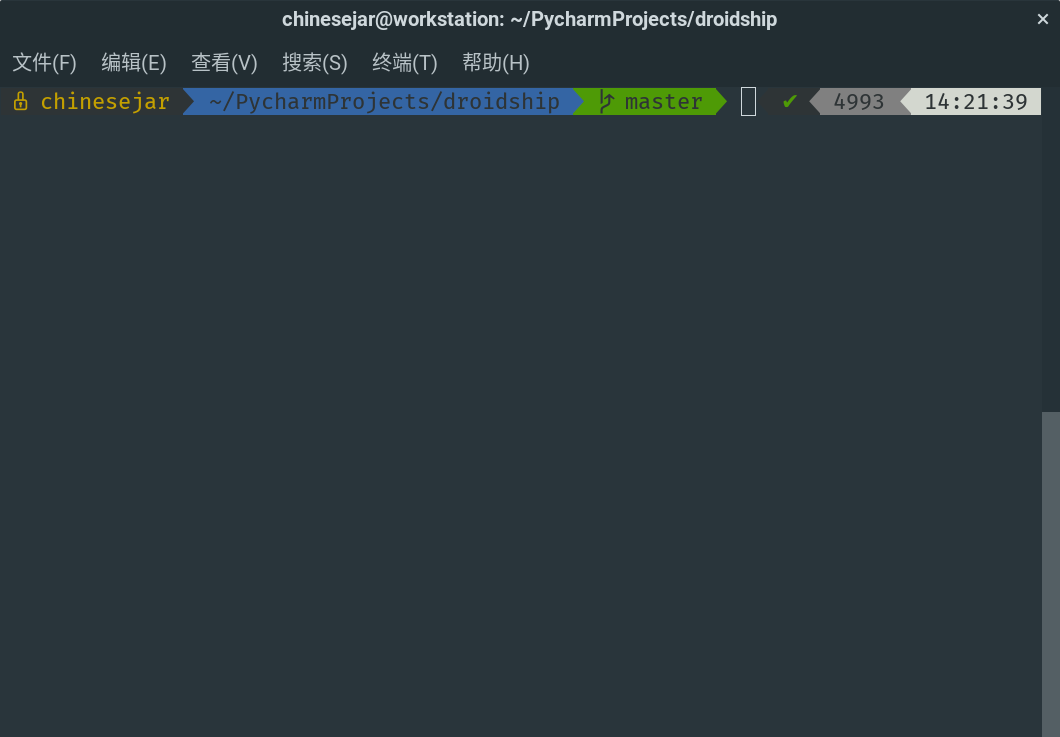 chinesejar@workstation: ~/PycharmProjects/droidship
文件(F) 编辑(E) 查看(V) 搜索(S) 终端(T) 帮助(H)
chinesejar ~/PycharmProjects/droidship master ✔ 4993 14:21:39